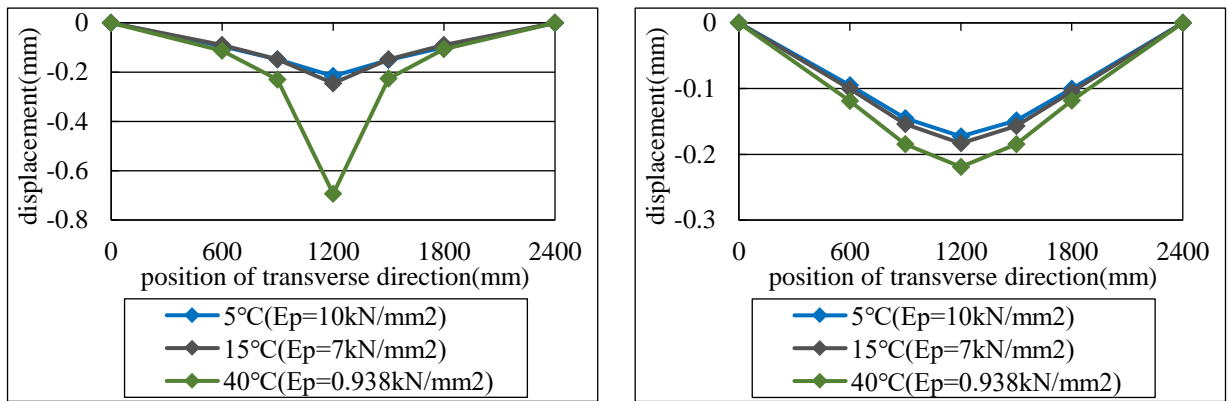 0
-0.2
-0.4
-0.6
-0.8
displacement(mm)
0 600 1200 1800 2400
position of transverse direction(mm)
5℃(Ep=10kN/mm2)
15℃(Ep=7kN/mm2)
40℃(Ep=0.938kN/mm2)
0
-0.1
-0.2
-0.3
displacement(mm)
0 600 1200 1800 2400
position of transverse direction(mm)
5℃(Ep=10kN/mm2)
15℃(Ep=7kN/mm2)
40℃(Ep=0.938kN/mm2)